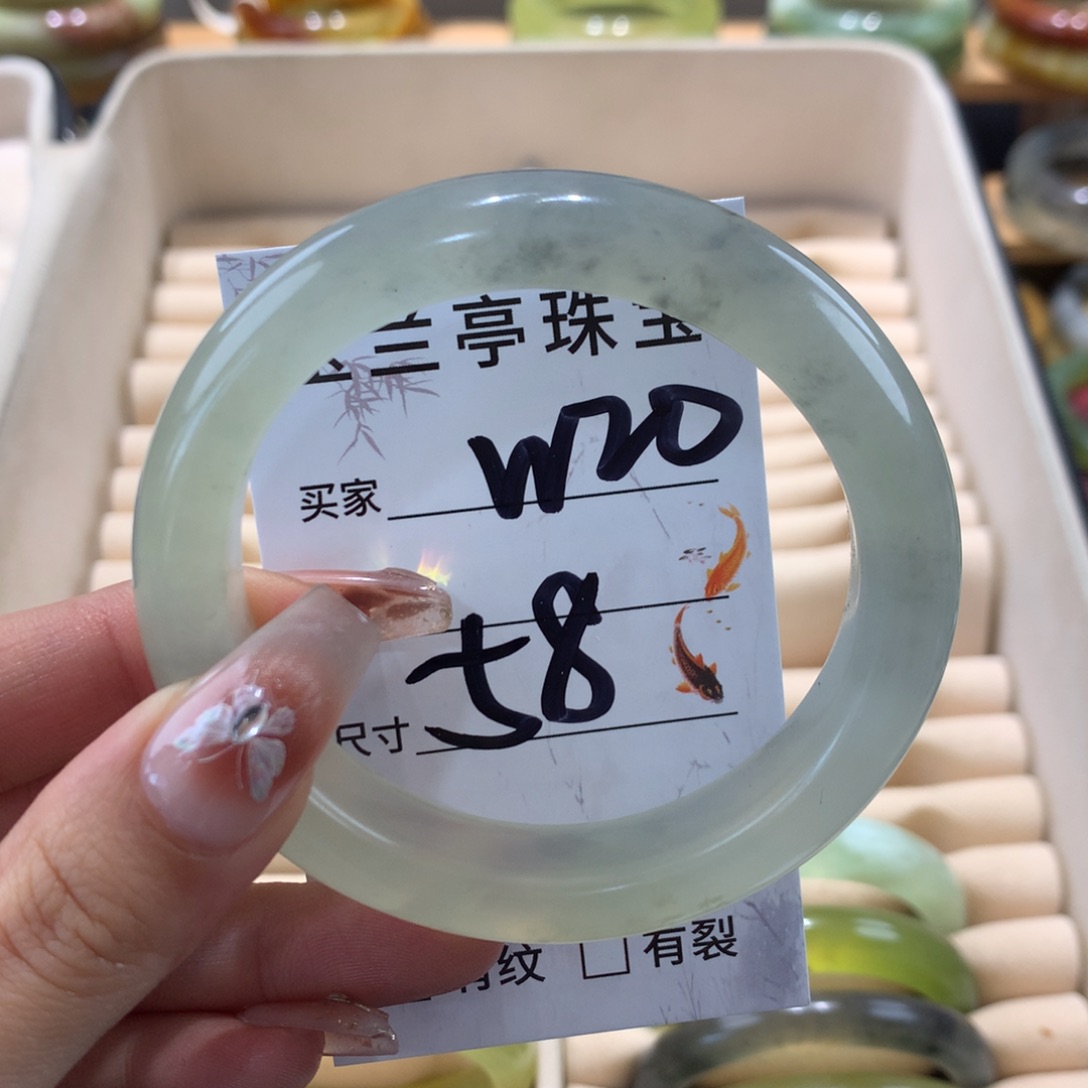 兰亭珠宝
买家 W20
尺寸 58
有纹 □ 有裂